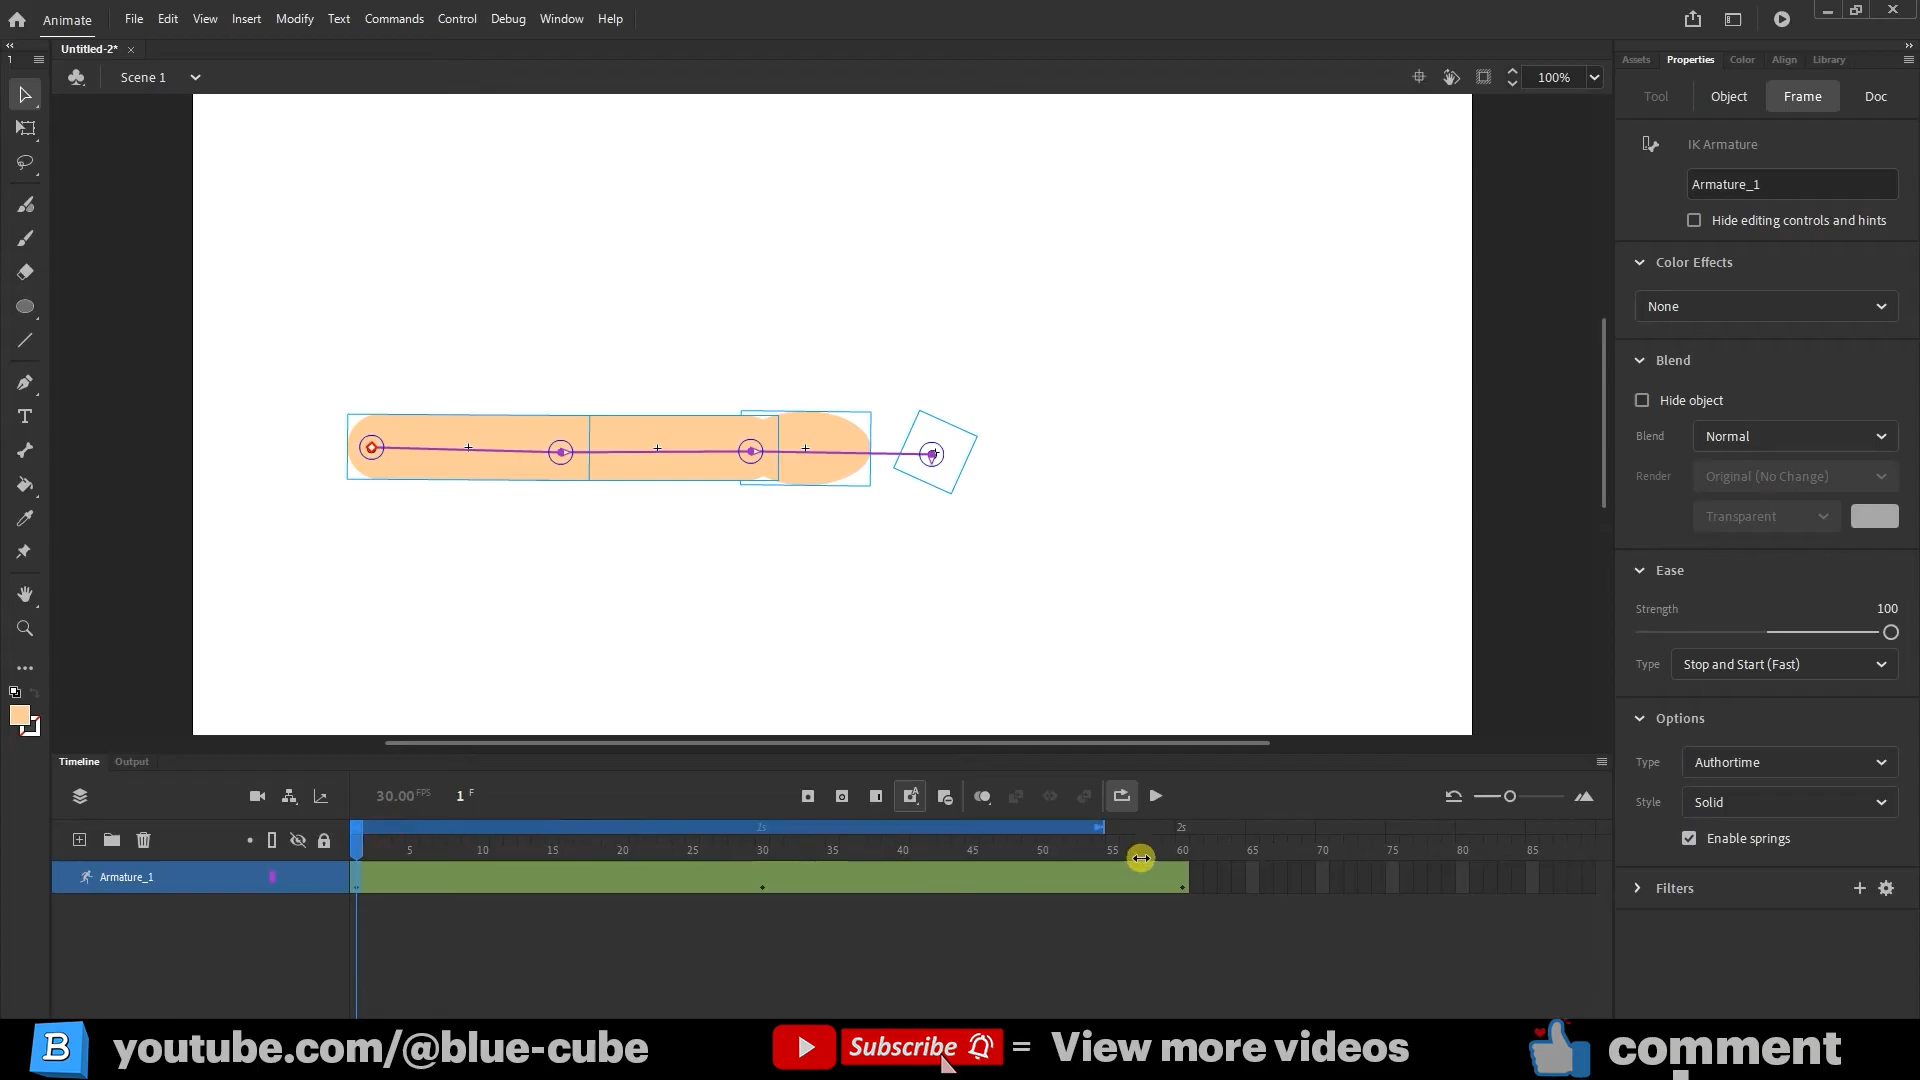 Animate File Edit View Insert Modify Text Commands Control Debug Window Help
Untitled-2*
Scene 1 100%
Assets Properties Color Align Library
Tool Object Frame Doc
IK Armature
Armature_1
Hide editing controls and hints
Color Effects
None
Blend
Hide object
Blend Normal
Render Original (No Change)
Transparent
Ease
Strength 100
Type Stop and Start (Fast)
Options
Type Authortime
Style Solid
Enable springs
Filters
Timeline Output
30.00 FPS 1 F
1s 2s
5 10 15 20 25 30 35 40 45 50 55 60 65 70 75 80 85
Armature_1
B youtube.com/@blue-cube Subscribe = View more videos comment